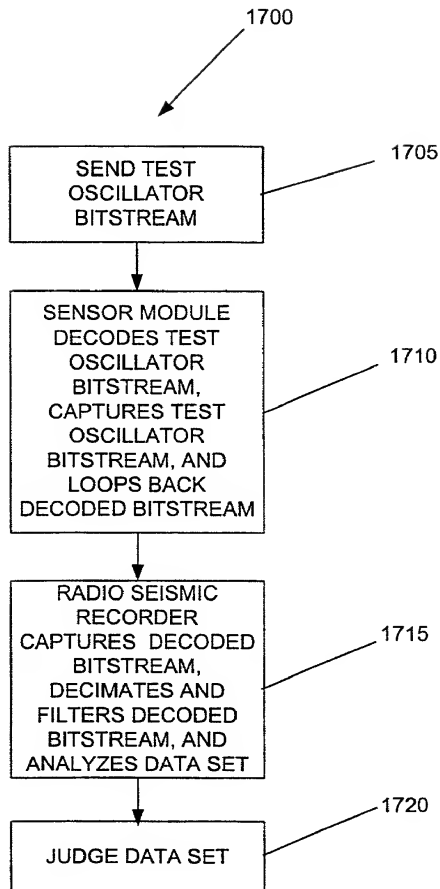 1700
SEND TEST
OSCILLATOR
BITSTREAM
1705
SENSOR MODULE
DECODES TEST
OSCILLATOR
BITSTREAM,
CAPTURES TEST
OSCILLATOR
BITSTREAM, AND
LOOPS BACK
DECODED BITSTREAM
1710
RADIO SEISMIC
RECORDER
CAPTURES DECODED
BITSTREAM,
DECIMATES AND
FILTERS DECODED
BITSTREAM, AND
ANALYZES DATA SET
1715
JUDGE DATA SET
1720